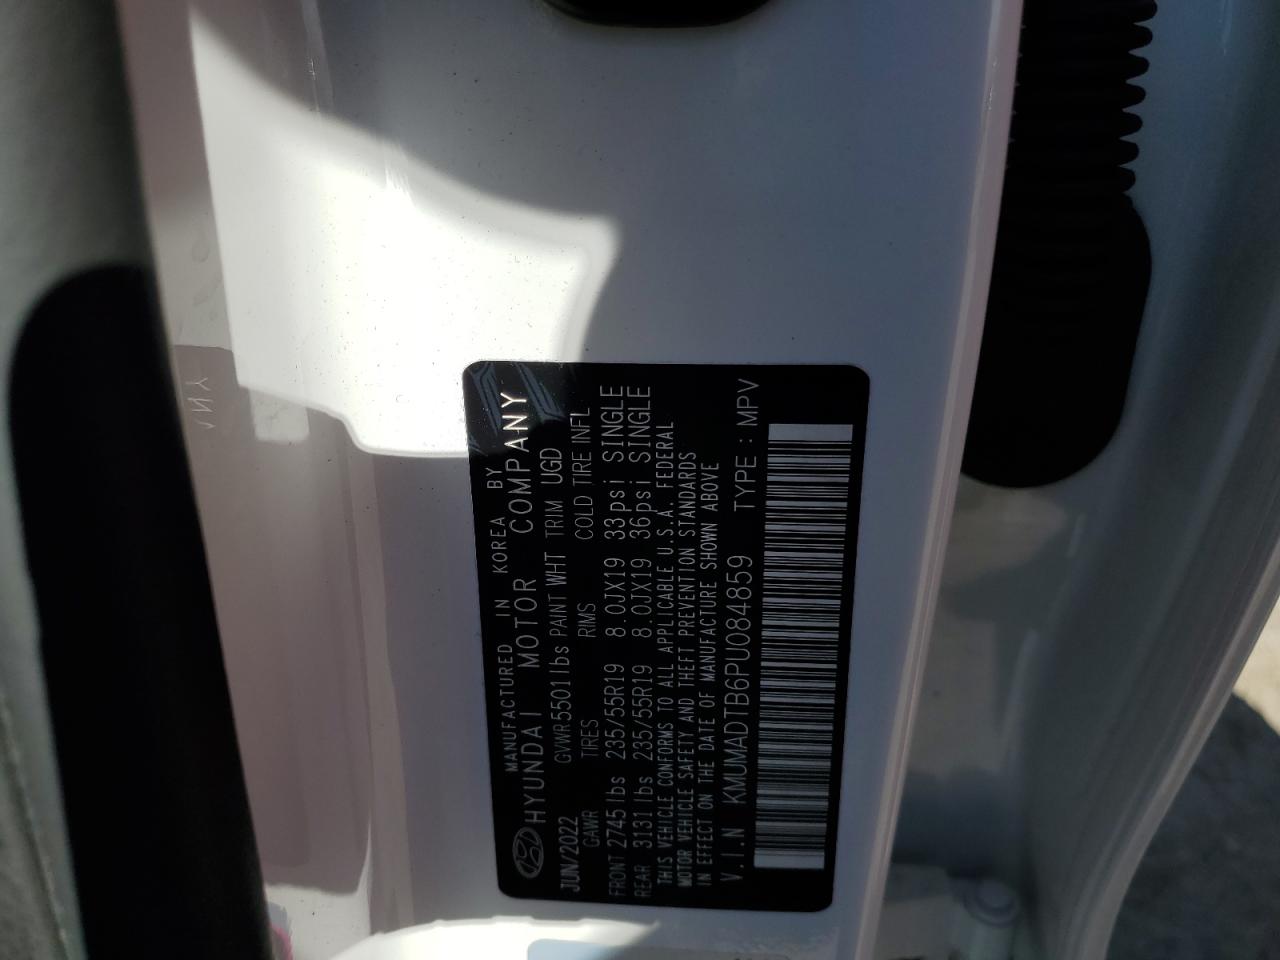 MANUFACTURED IN KOREA BY
HYUNDAI MOTOR COMPANY
JUN/2022 GVWR 5501lbs PAINT WHT TRIM UGD
GAWR TIRES RIMS COLD TIRE INFL
FRONT 2745lbs 235/55R19 8.0JX19 33psi SINGLE
REAR 3131lbs 235/55R19 8.0JX19 36psi SINGLE
THIS VEHICLE CONFORMS TO ALL APPLICABLE U.S.A. FEDERAL
MOTOR VEHICLE SAFETY AND THEFT PREVENTION STANDARDS
IN EFFECT ON THE DATE OF MANUFACTURE SHOWN ABOVE
V.I.N KMUMADTB6PU084859 TYPE : MPV